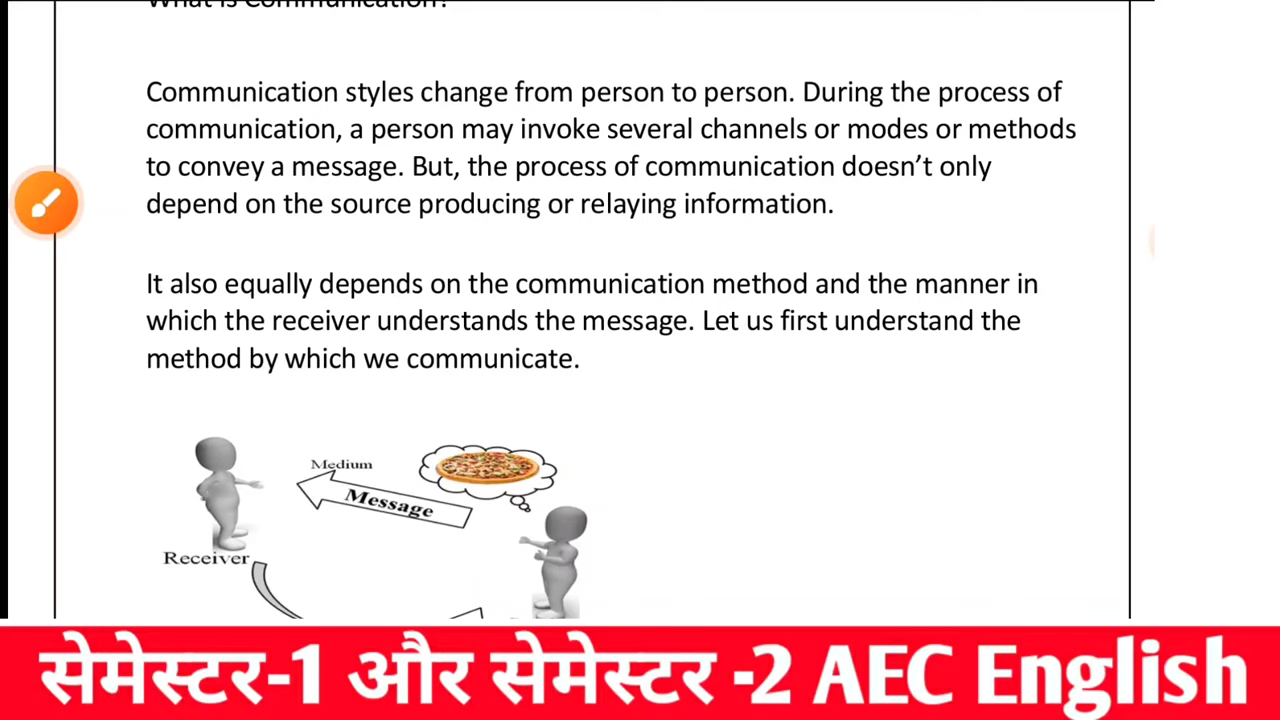 What is Communication?
Communication styles change from person to person. During the process of
communication, a person may invoke several channels or modes or methods
to convey a message. But, the process of communication doesn’t only
depend on the source producing or relaying information.
It also equally depends on the communication method and the manner in
which the receiver understands the message. Let us first understand the
method by which we communicate.
Medium
Message
Receiver
सेमेस्टर-1 और सेमेस्टर -2 AEC English